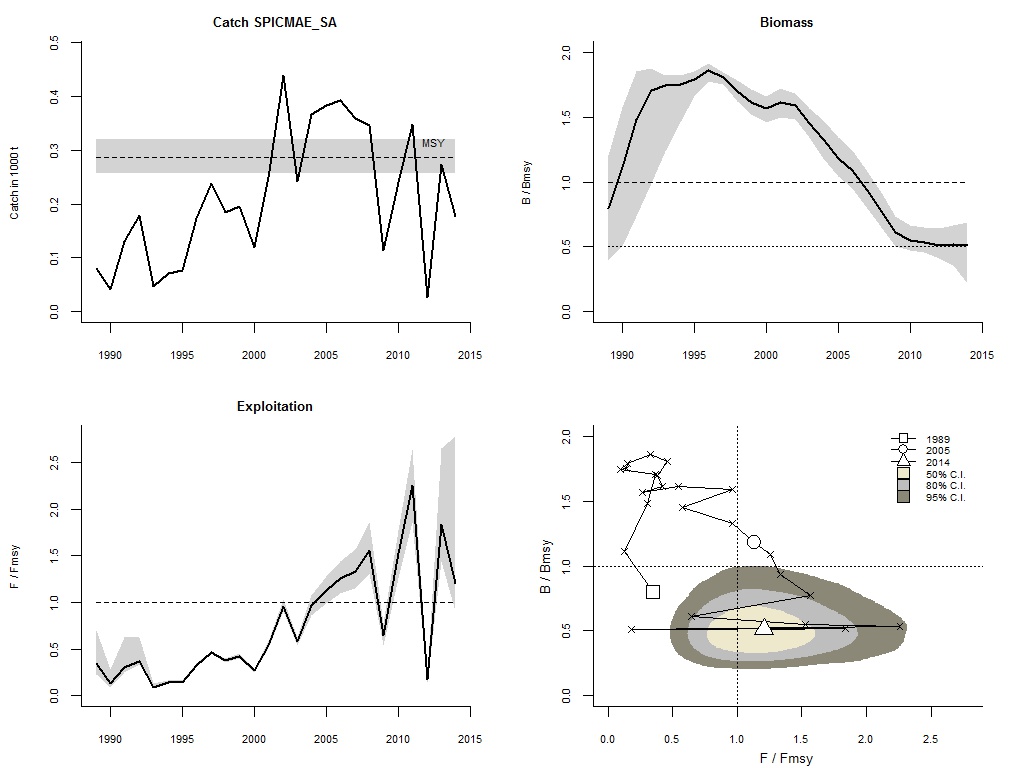 Catch SPICMAE_SA
Catch in 1000 t
0.5
0.4
0.3
0.2
0.1
0.0
MSY
1990 1995 2000 2005 2010 2015
Biomass
B / Bmsy
2.0
1.5
1.0
0.5
0.0
1990 1995 2000 2005 2010 2015
Exploitation
F / Fmsy
2.5
2.0
1.5
1.0
0.5
0.0
1990 1995 2000 2005 2010 2015
B / Bmsy
2.0
1.5
1.0
0.5
0.0
1989
2005
2014
50% C.I.
80% C.I.
95% C.I.
0.0 0.5 1.0 1.5 2.0 2.5
F / Fmsy